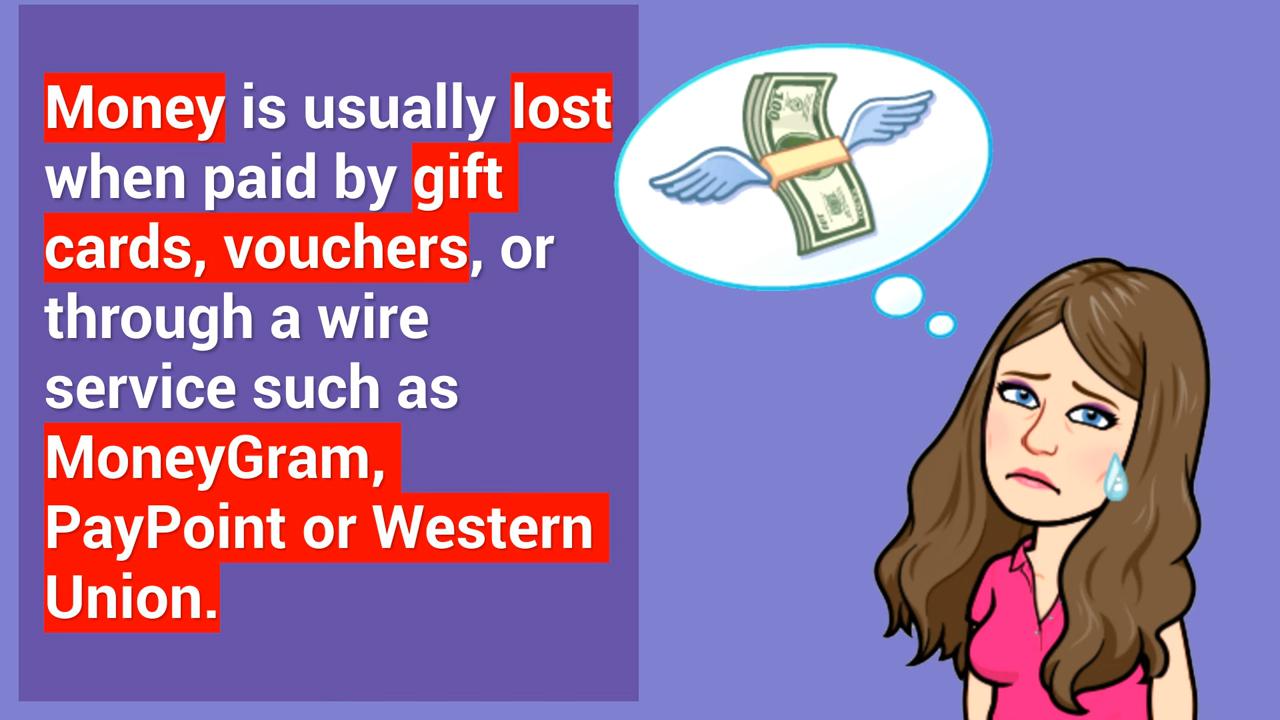 Money is usually lost
when paid by gift
cards, vouchers, or
through a wire
service such as
MoneyGram,
PayPoint or Western
Union.
100